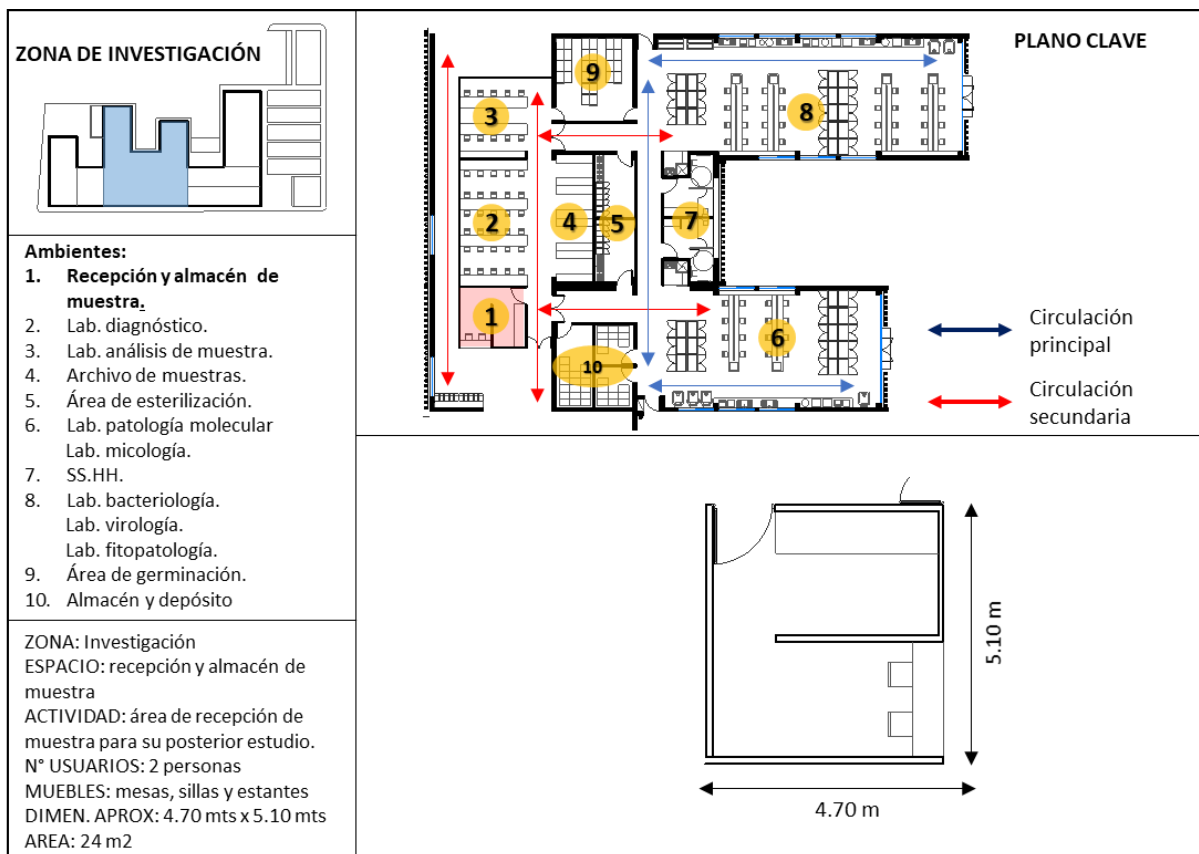 ZONA DE INVESTIGACIÓN
Ambientes:
1. Recepción y almacén de
muestra.
2. Lab. diagnóstico.
3. Lab. análisis de muestra.
4. Archivo de muestras.
5. Área de esterilización.
6. Lab. patología molecular
Lab. micología.
7. SS.HH.
8. Lab. bacteriología.
Lab. virología.
Lab. fitopatología.
9. Área de germinación.
10. Almacén y depósito
ZONA: Investigación
ESPACIO: recepción y almacén de
muestra
ACTIVIDAD: área de recepción de
muestra para su posterior estudio.
N° USUARIOS: 2 personas
MUEBLES: mesas, sillas y estantes
DIMEN. APROX: 4.70 mts x 5.10 mts
AREA: 24 m2
PLANO CLAVE
9
8
3
2
4
5
7
1
6
10
Circulación
principal
Circulación
secundaria
5.10 m
4.70 m